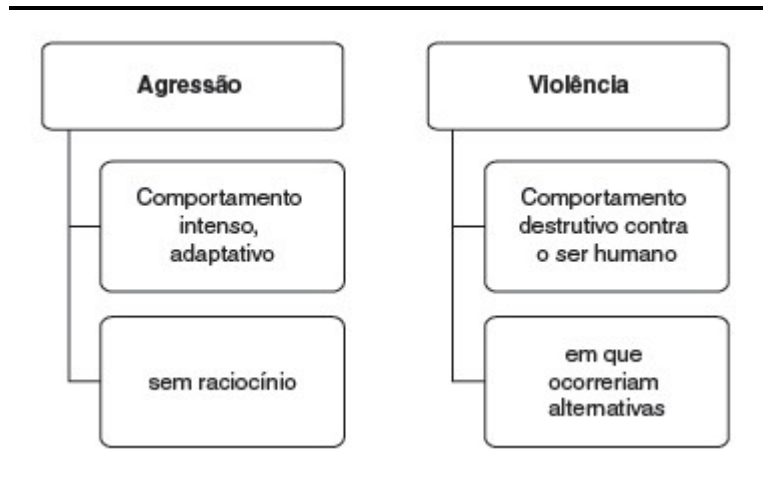 Agressão
Comportamento
intenso,
adaptativo
sem raciocínio
Violência
Comportamento
destrutivo contra
o ser humano
em que
ocorreriam
alternativas